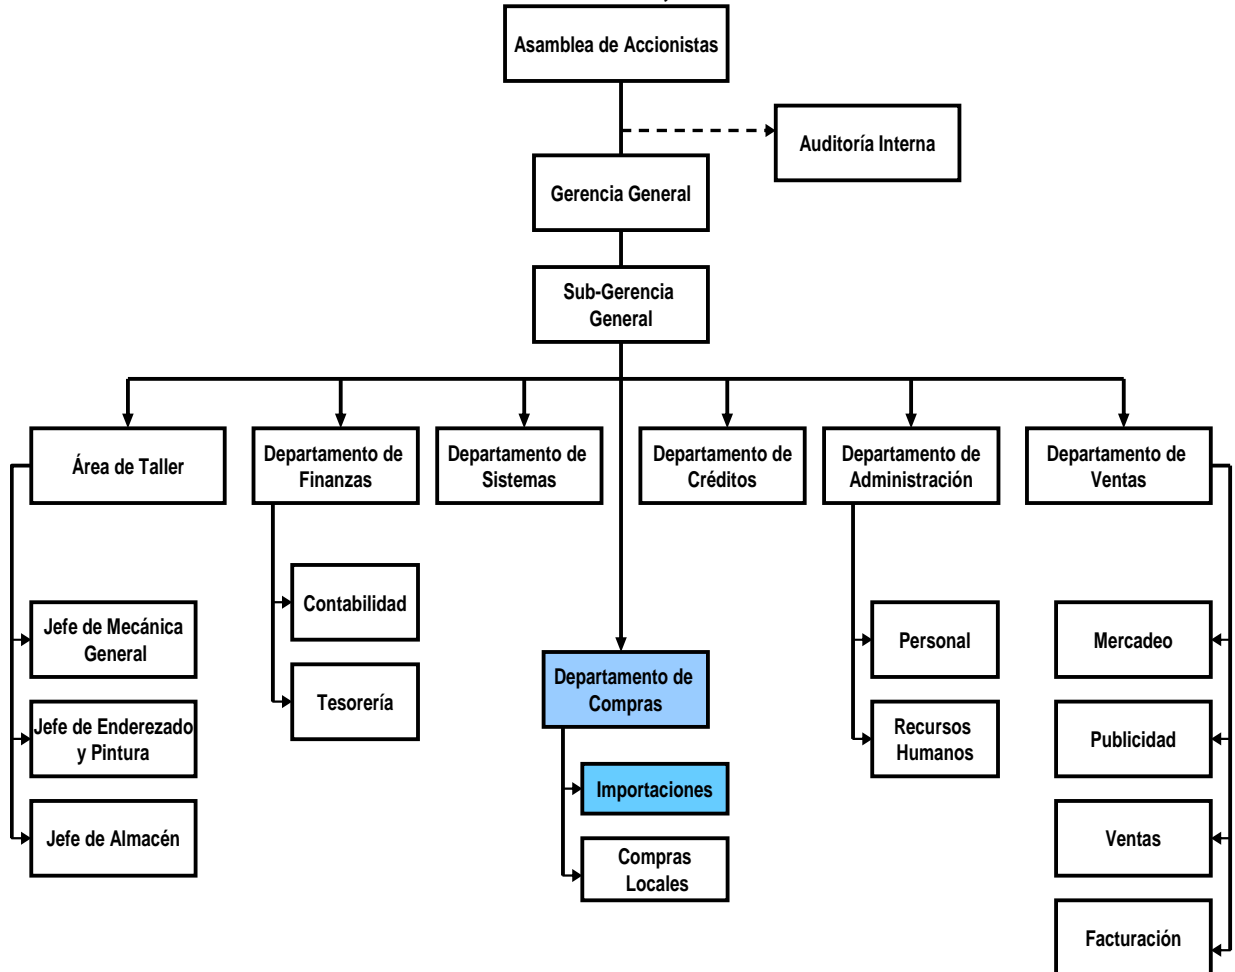 Asamblea de Accionistas
Auditoría Interna
Gerencia General
Sub-Gerencia
General
Área de Taller
Departamento de
Finanzas
Departamento de
Sistemas
Departamento de
Créditos
Departamento de
Administración
Departamento de
Ventas
Jefe de Mecánica
General
Jefe de Enderezado
y Pintura
Jefe de Almacén
Contabilidad
Tesorería
Departamento de
Compras
Importaciones
Compras
Locales
Personal
Recursos
Humanos
Mercadeo
Publicidad
Ventas
Facturación